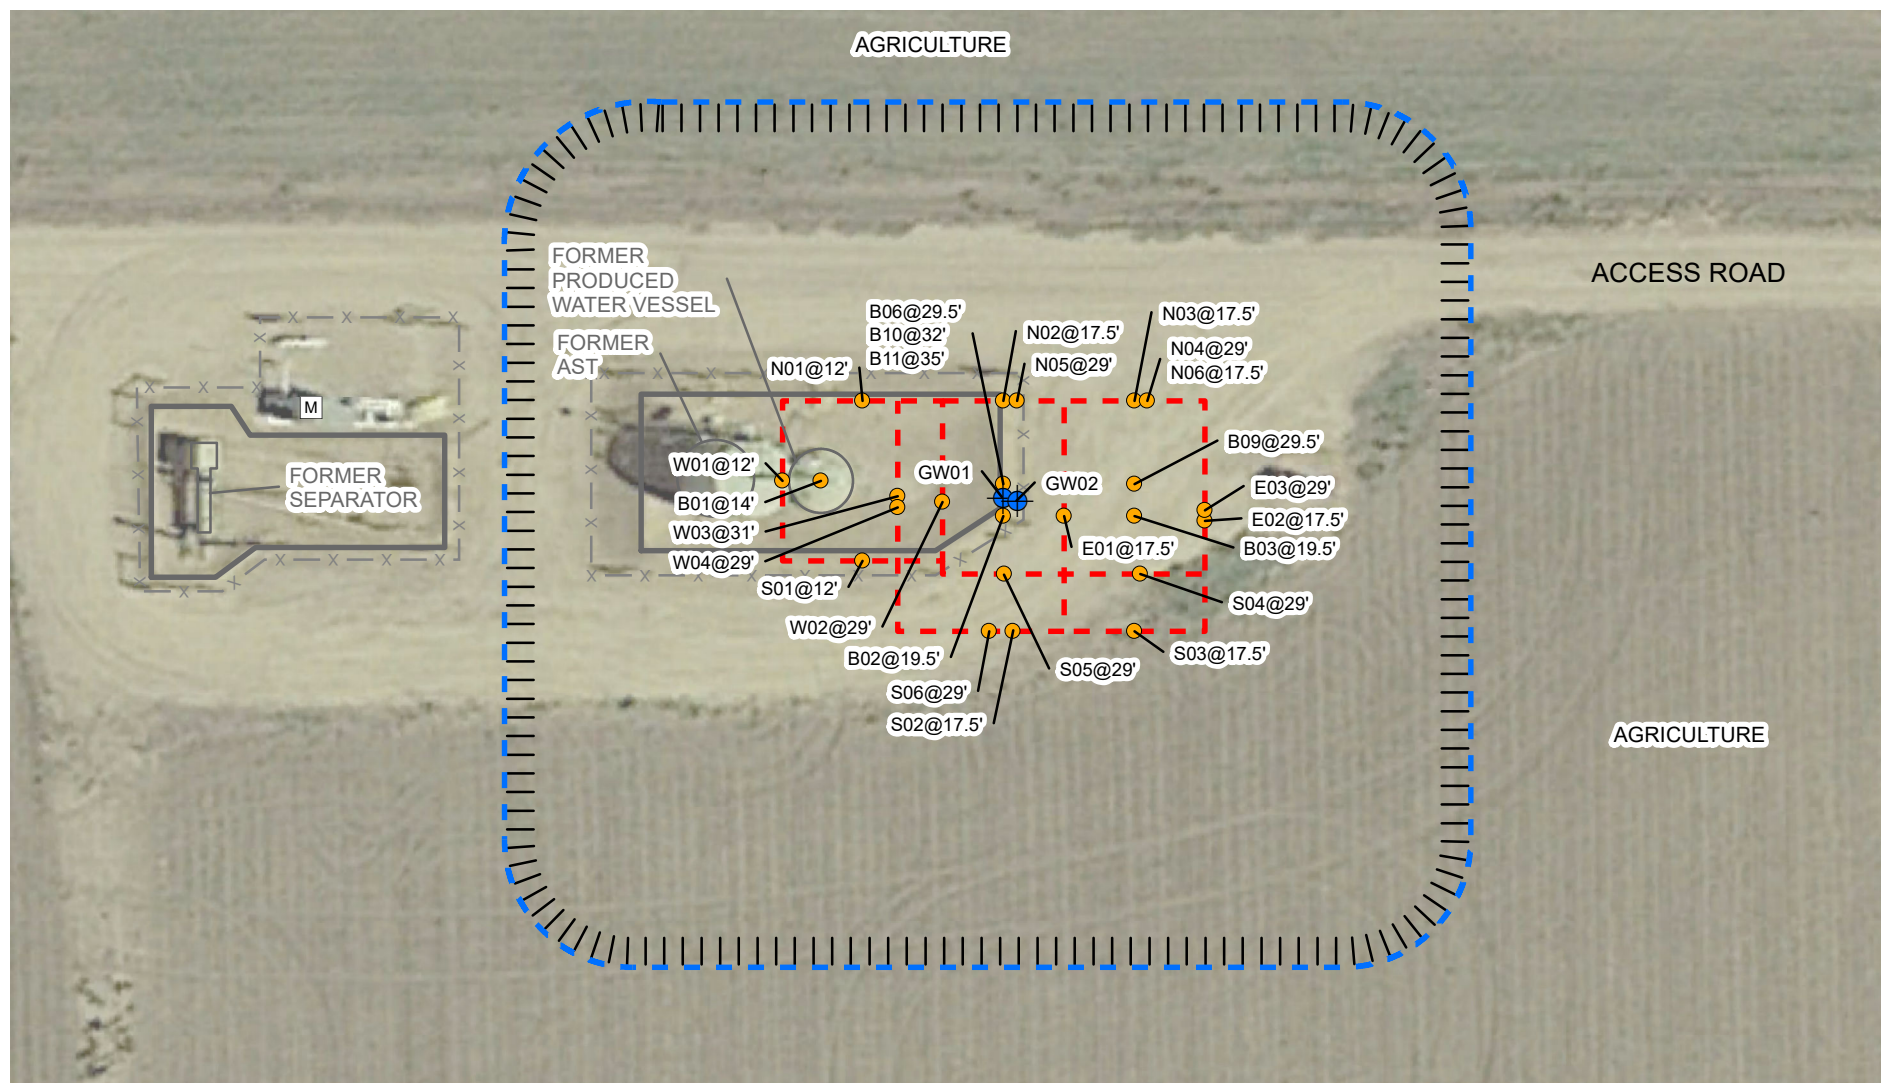 AGRICULTURE
ACCESS ROAD
FORMER
PRODUCED
WATER VESSEL
FORMER
AST
B06@29.5'
B10@32'
B11@35'
N01@12'
N02@17.5'
N05@29'
N03@17.5'
N04@29'
N06@17.5'
M
FORMER
SEPARATOR
W01@12'
B01@14'
W03@31'
W04@29'
S01@12'
W02@29'
B02@19.5'
S06@29'
S02@17.5'
GW01
GW02
B09@29.5'
E03@29'
E02@17.5'
B03@19.5'
E01@17.5'
S04@29'
S03@17.5'
S05@29'
AGRICULTURE
X X X X X X X X X X X X X X X X X X X X X X X X X X X X X X X X X